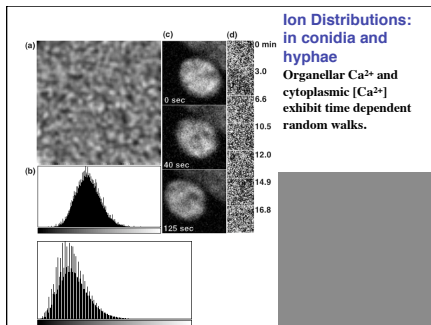 Ion Distributions:
in conidia and
hyphae
Organellar Ca²⁺ and
cytoplasmic [Ca²⁺]
exhibit time dependent
random walks.
(a)
(b)
(c)
0 sec
40 sec
125 sec
(d)
0 min
3.0
6.6
10.5
12.0
14.9
16.8